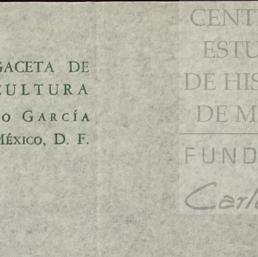 GACETA DE
CULTURA
O GARCÍA
MÉXICO, D. F.
CENT
ESTU
DE HIS
DE M
FUND
Carl